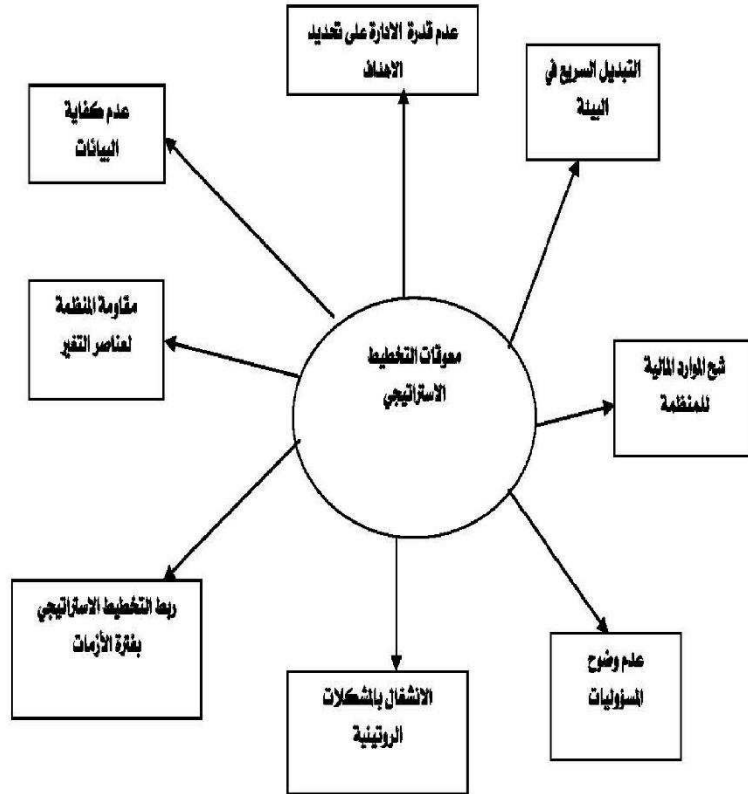 عدم قدرة الادارة على تحديد
الاهداف
التبديل السريع في
البيئة
عدم كفاية
البيانات
مقاومة المنظمة
لعناصر التغير
معوقات التخطيط
الاستراتيجي
شح الموارد المالية
للمنظمة
ربط التخطيط الاستراتيجي
بفترة الأزمات
الانشغال بالمشكلات
الروتينية
عدم وضوح
المسؤوليات